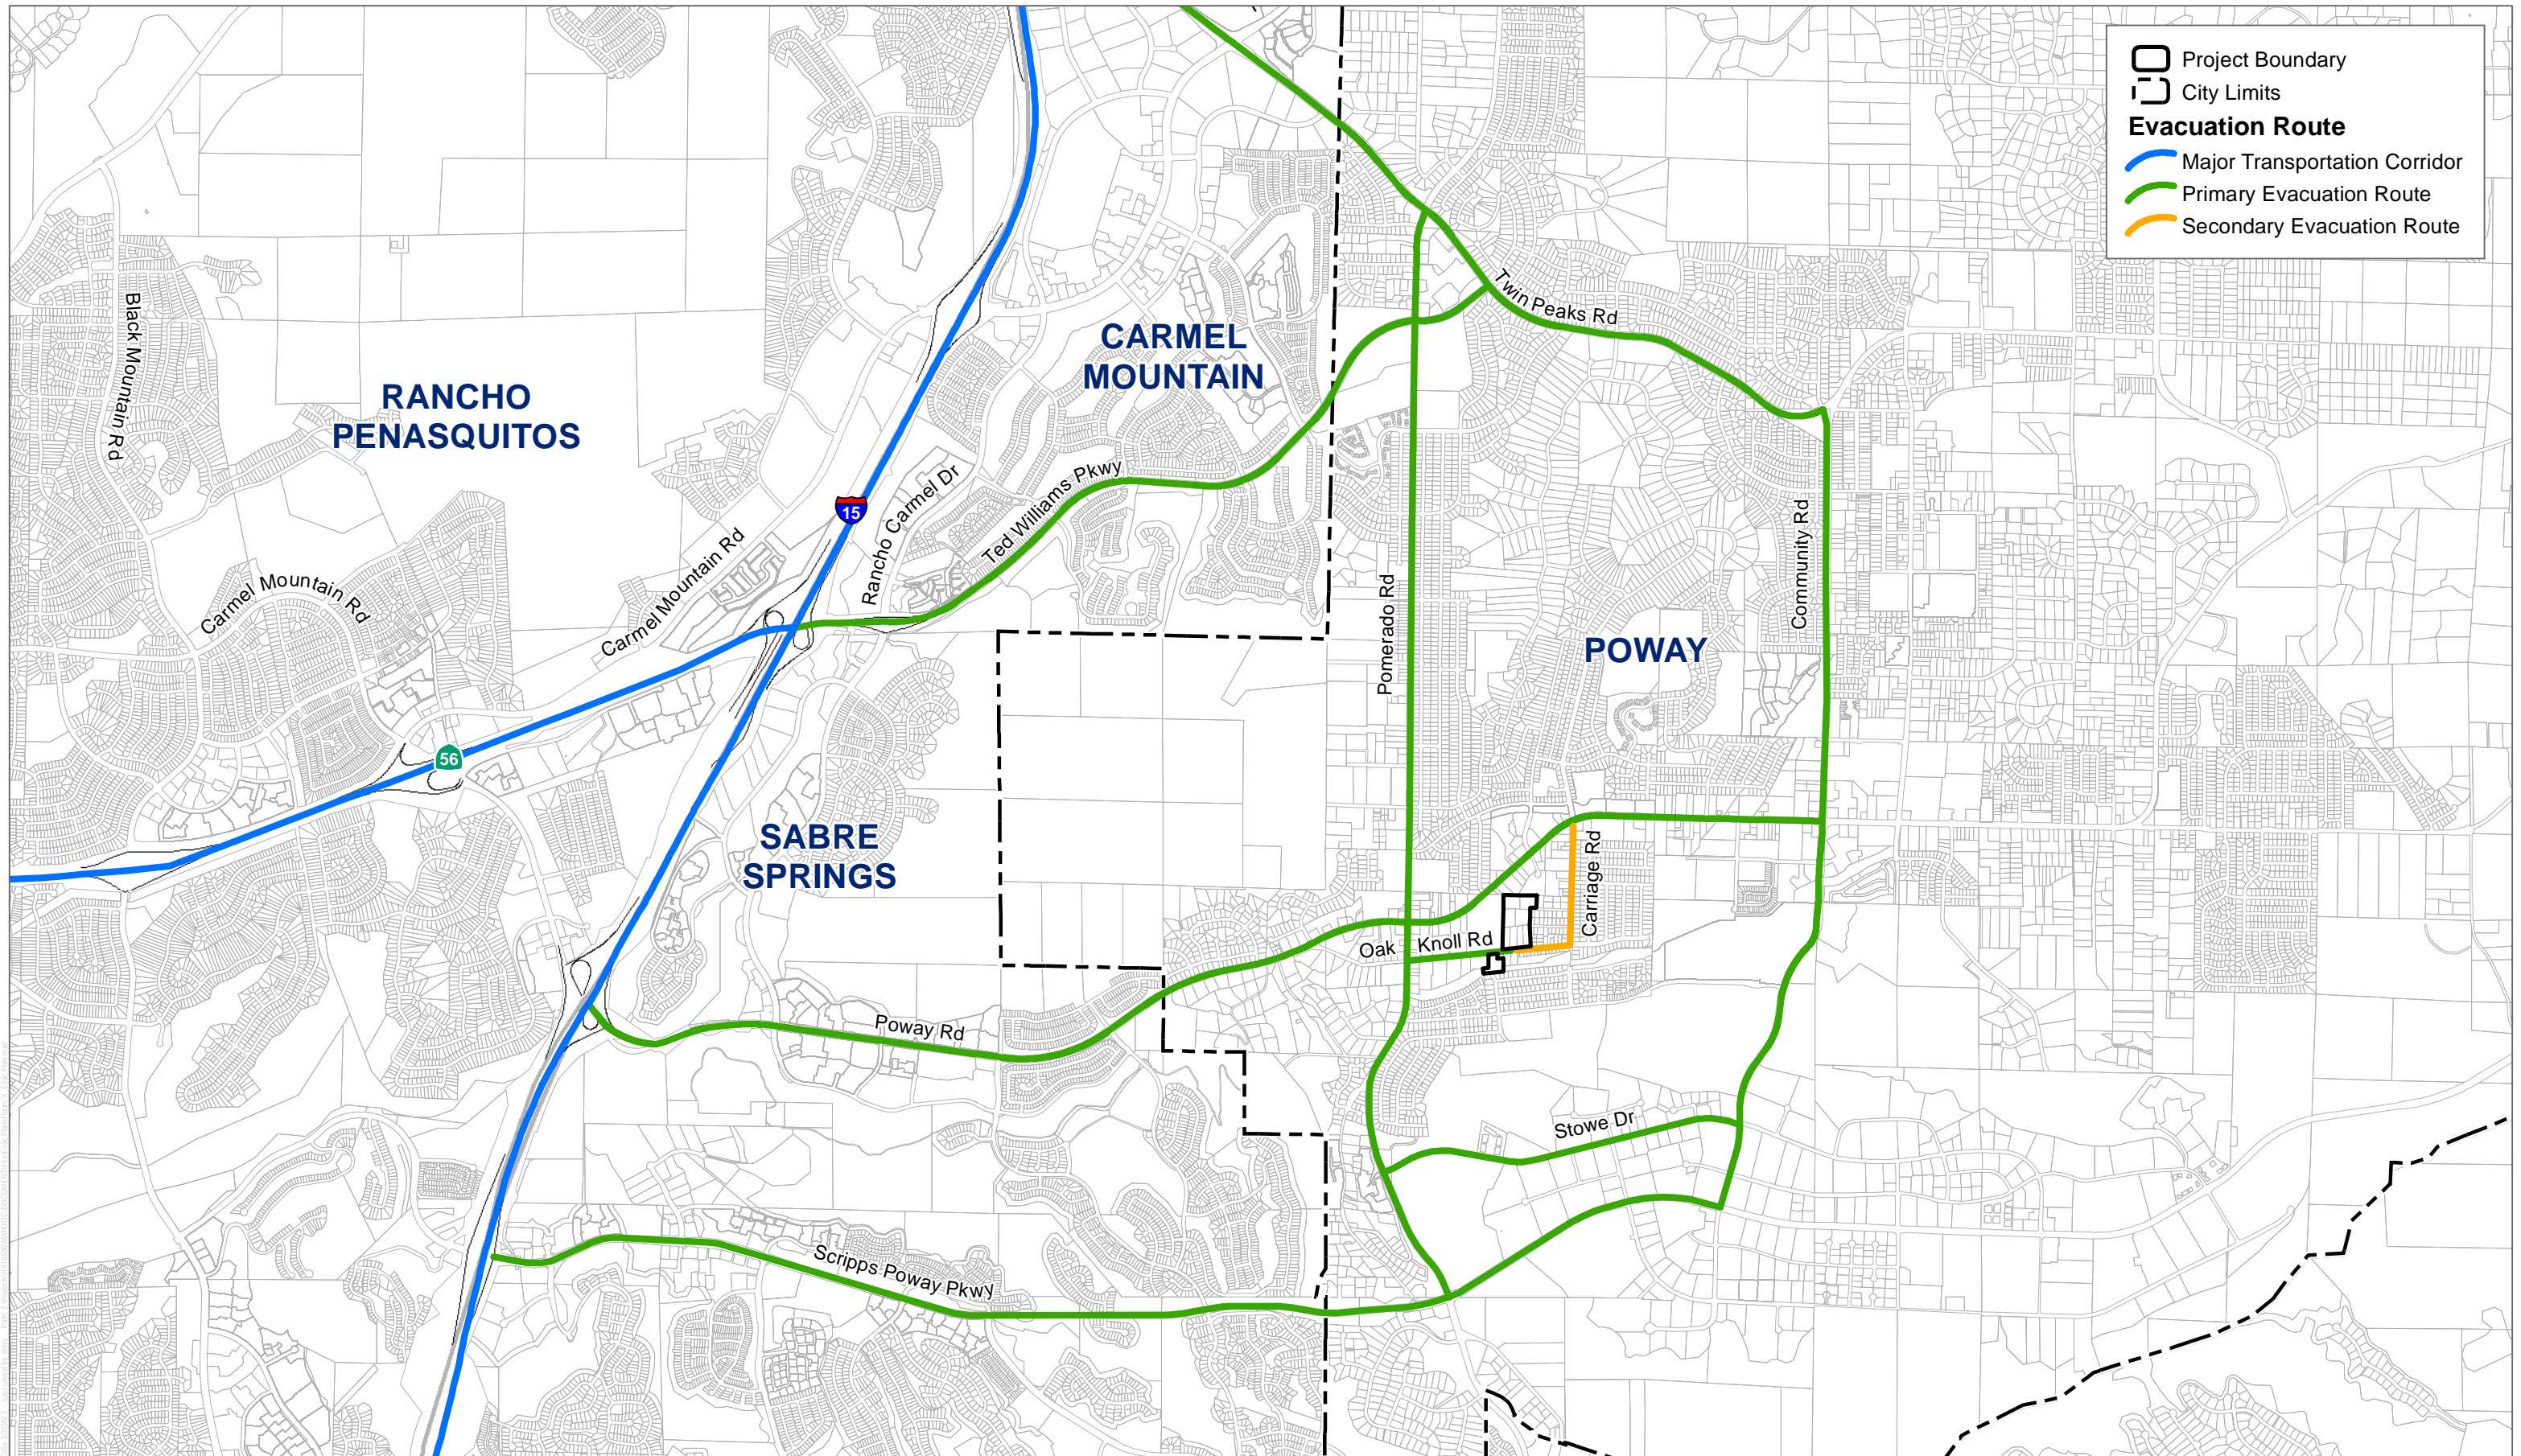 Project Boundary
City Limits
Evacuation Route
Major Transportation Corridor
Primary Evacuation Route
Secondary Evacuation Route
Twin Peaks Rd
Black Mountain Rd
CARMEL
MOUNTAIN
RANCHO
PENASQUITOS
15
Rancho Carmel Dr
Ted Williams Pkwy
Community Rd
Carmel Mountain Rd
Carmel Mountain Rd
Pomerado Rd
POWAY
56
SABRE
SPRINGS
Carriage Rd
Oak Knoll Rd
Poway Rd
Stowe Dr
Scripps Poway Pkwy